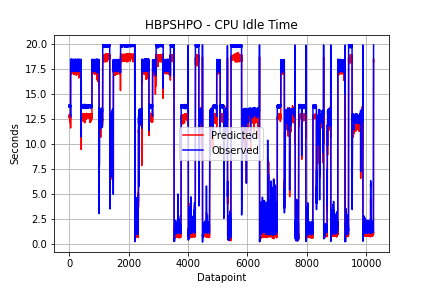 HBPSHPO - CPU Idle Time
20.0
17.5
15.0
12.5
10.0
7.5
5.0
2.5
0.0
Seconds
Predicted
Observed
0 2000 4000 6000 8000 10000
Datapoint